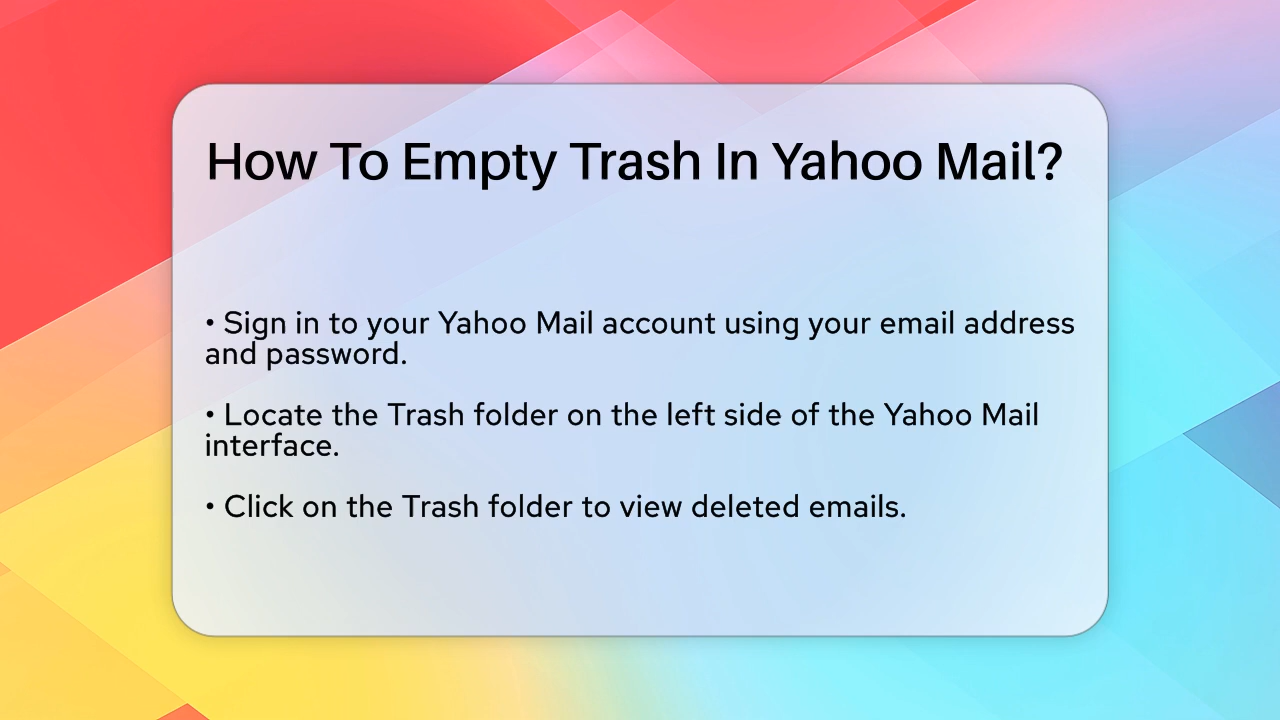 How To Empty Trash In Yahoo Mail?
• Sign in to your Yahoo Mail account using your email address
and password.
• Locate the Trash folder on the left side of the Yahoo Mail
interface.
• Click on the Trash folder to view deleted emails.